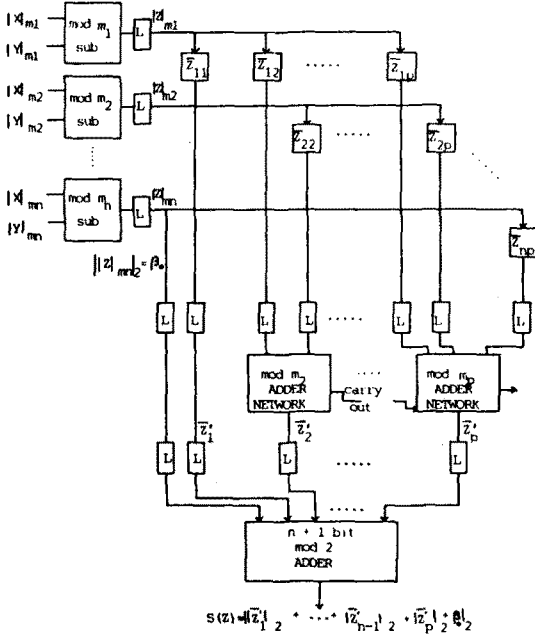 |X|m1 mod m1 sub L |Z|m1
|Y|m1
Z̅11 Z̅12 ..... Z̅1p
|X|m2 mod m2 sub L |Z|m2
|Y|m2
Z̅22 ..... Z̅2p
|X|mn mod mn sub L |Z|mn
|Y|mn
Z̅np
||Z|mn|2 = β0
L L L L ..... L L L
mod m2 ADDER NETWORK
.... carry out
mod mp ADDER NETWORK
Z̅'1 Z̅'2 Z̅'p
L L L ..... L
n + 1 bit
mod 2
ADDER
S(Z)=||Z̅'1|2 + ... + |Z̅'n-1|2 + |Z̅'p|2 + β0|2